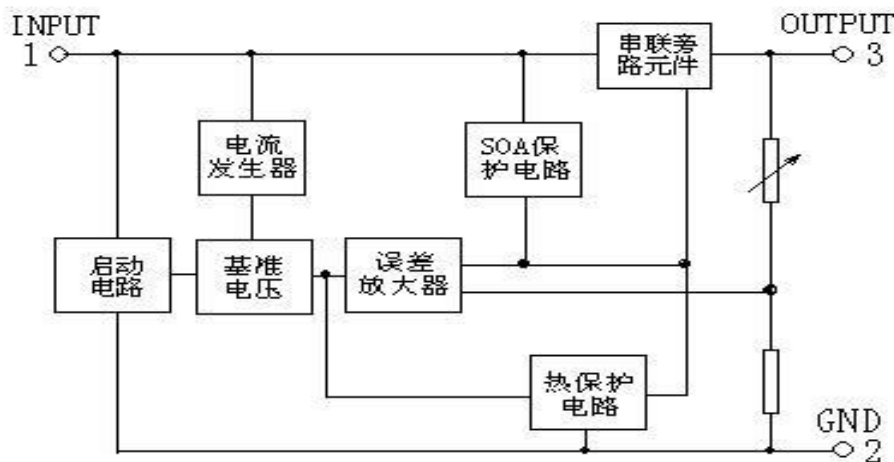 INPUT
1
OUTPUT
3
串联旁
路元件
电流
发生器
SOA保
护电路
启动
电路
基准
电压
误差
放大器
热保护
电路
GND
2